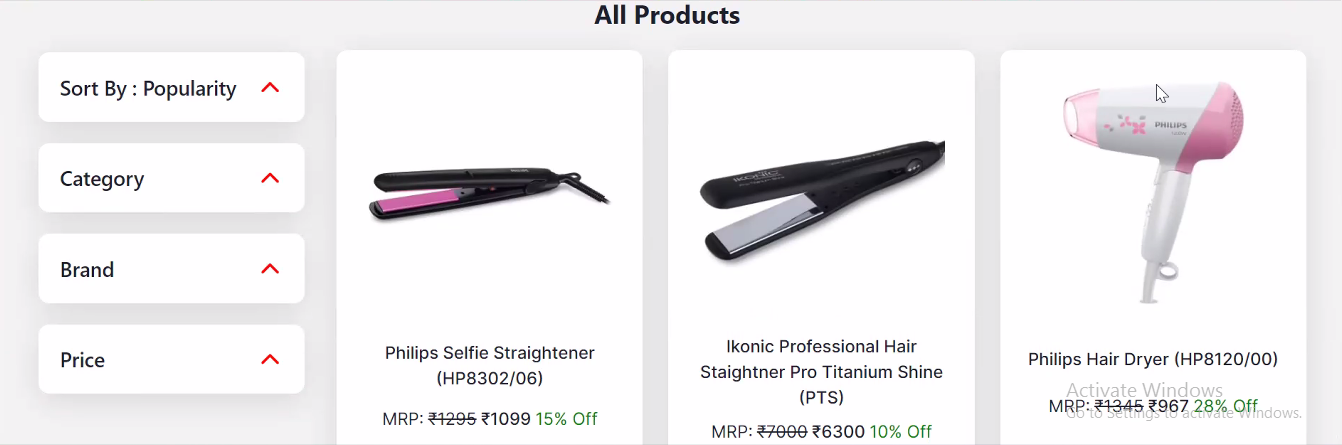 All Products
Sort By : Popularity
Category
Brand
Price
IKONIC
PHILIPS
Philips Selfie Straightener
(HP8302/06)
MRP: ₹1295 ₹1099 15% Off
Ikonic Professional Hair
Staightner Pro Titanium Shine
(PTS)
MRP: ₹7000 ₹6300 10% Off
Philips Hair Dryer (HP8120/00)
MRP: ₹1345 ₹967 28% Off
Activate Windows
Go to Settings to activate Windows.